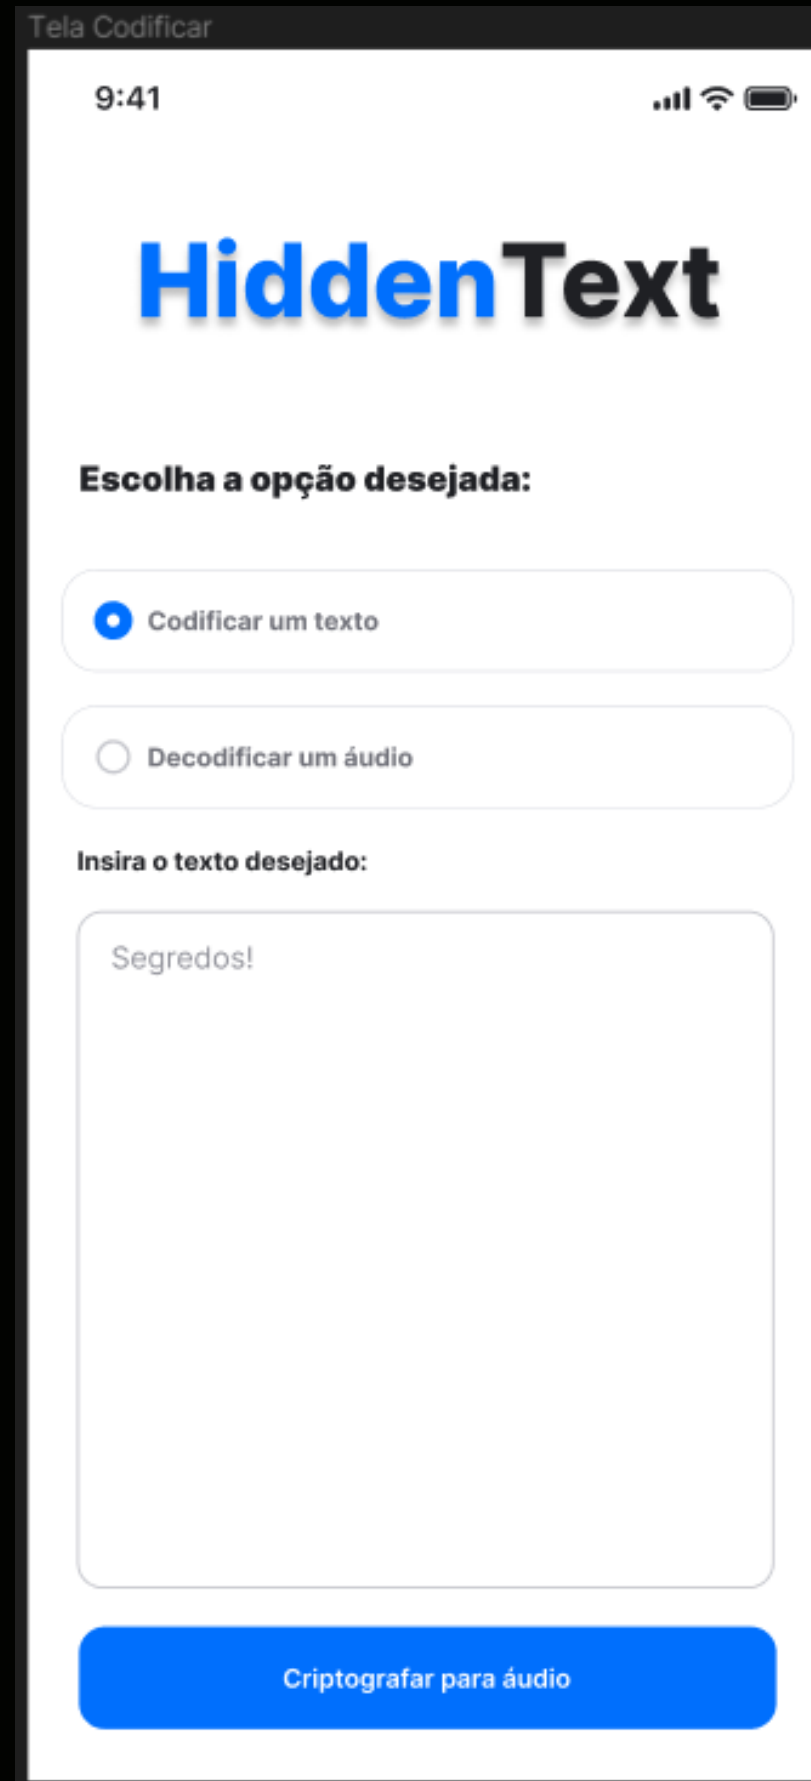 Tela Codificar
9:41
HiddenText
Escolha a opção desejada:
Codificar um texto
Decodificar um áudio
Insira o texto desejado:
Segredos!
Criptografar para áudio